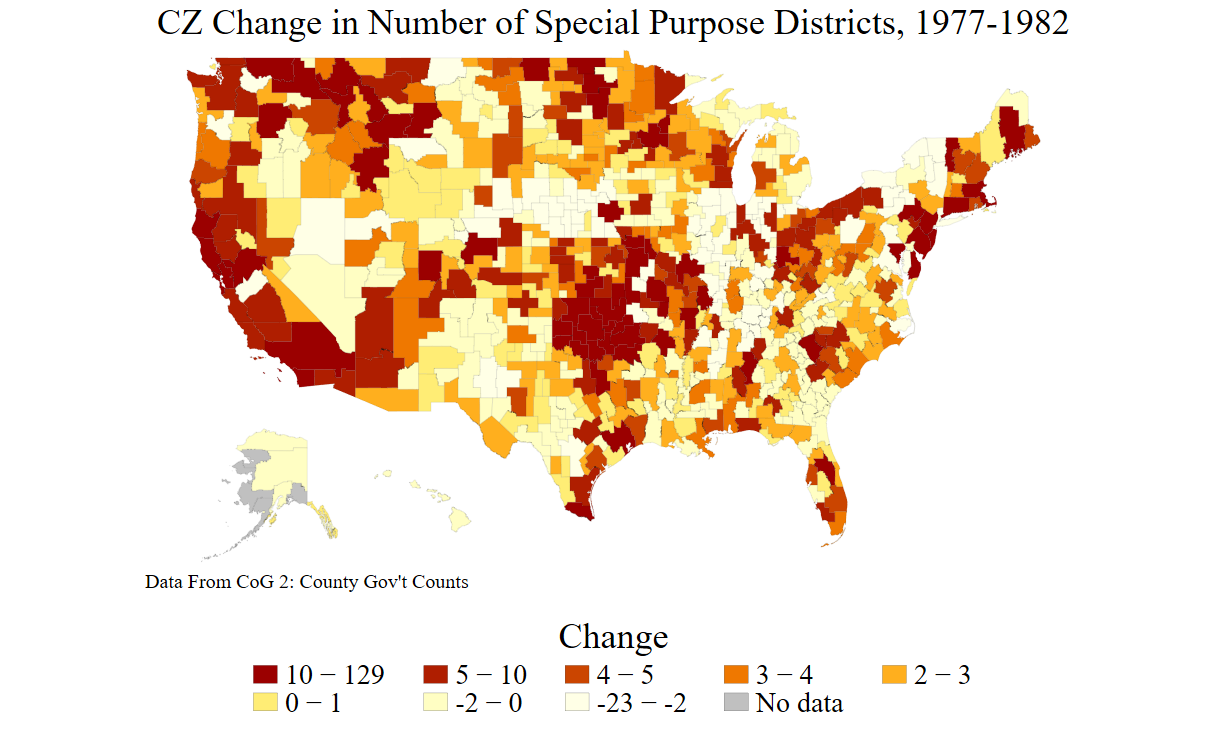 CZ Change in Number of Special Purpose Districts, 1977-1982
Data From CoG 2: County Gov't Counts
Change
10 − 129 5 − 10 4 − 5 3 − 4 2 − 3
0 − 1 -2 − 0 -23 − -2 No data